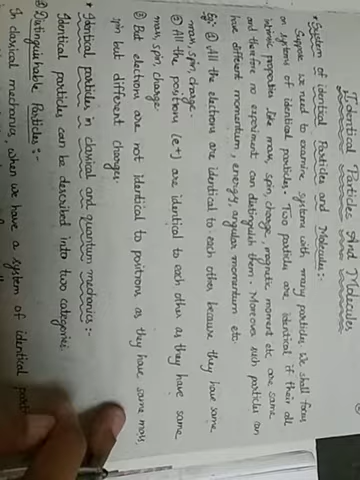 Identical Particles And Molecules
* System of identical Particles and Molecules:-
Suppose we need to examine systems with many particles we shall focus
on systems of identical particles. Two particles are identical if their all
intrinsic properties like mass, spin, charge, magnetic moment etc are same
and therefore no experiment can distinguish them. Moreover such particles can
have different momentum, energy, angular momentum etc.
① All the electrons are identical to each other because they have same
mass, spin, charge.
② All the positrons (e+) are identical to each other as they have same
mass, spin, charge
③ But electrons are not identical to positrons as they have same mass,
spin but different charges
* Identical particles in classical and quantum mechanics:-
Identical particles can be described into two categories.
Distinguishable Particles:-
In classical mechanics, when we have a system of identical